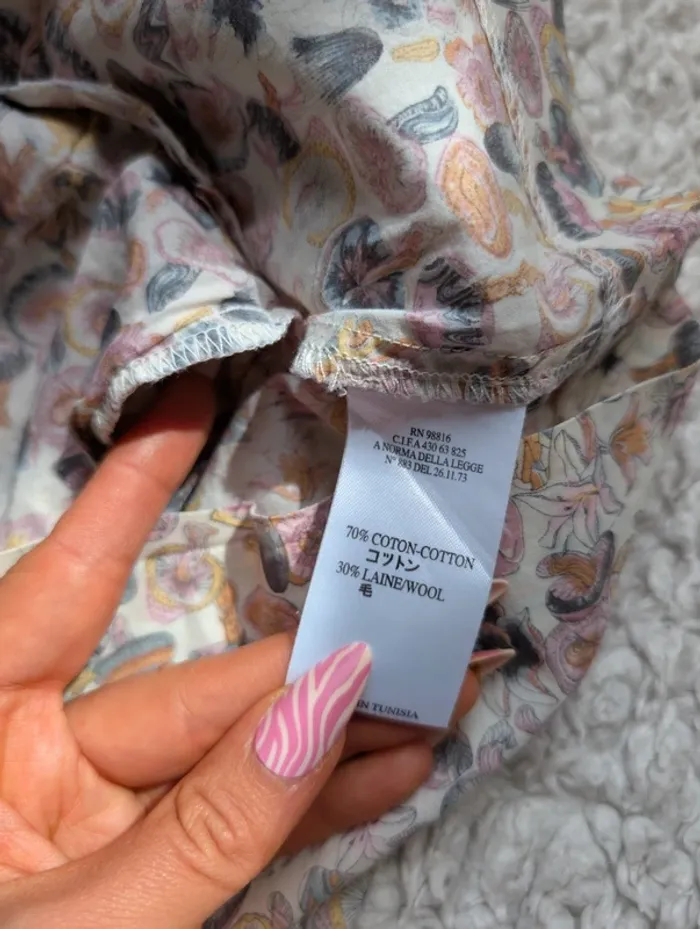 RN 98816
C.I.F.A 430 63 825
A NORMA DELLA LEGGE
N° 883 DEL 26.11.73
70% COTON-COTTON
コットン
30% LAINE/WOOL
毛
IN TUNISIA